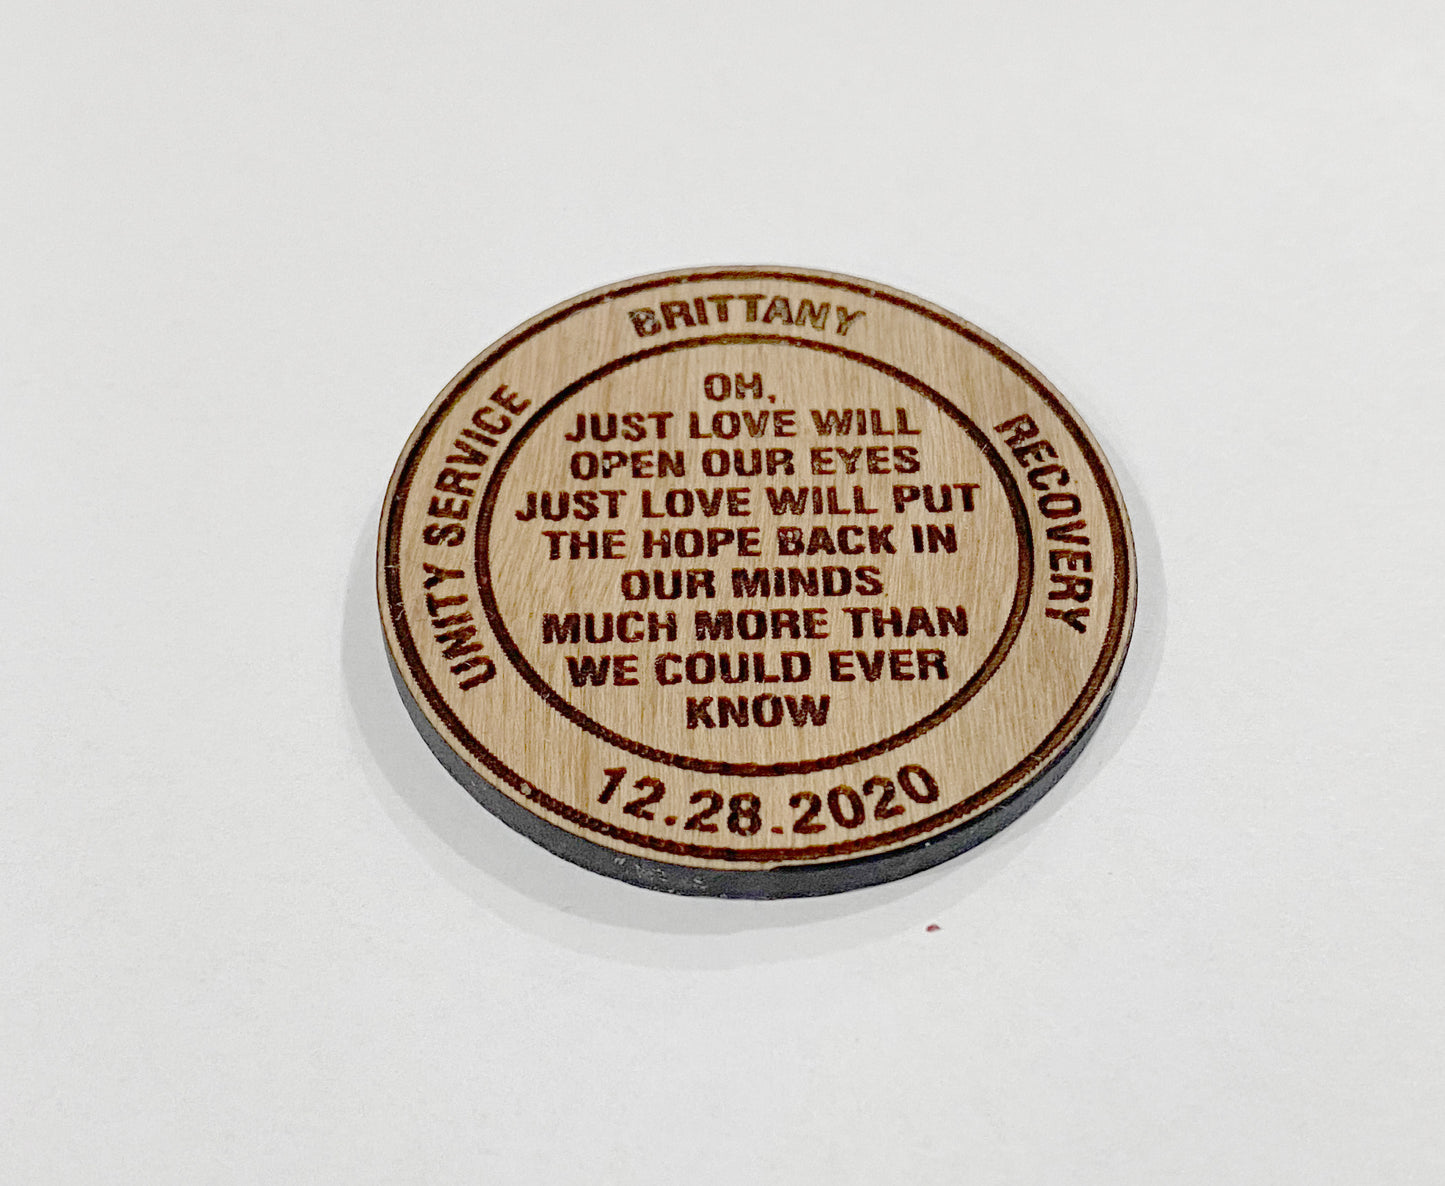 BRITTANY
UNITY SERVICE
RECOVERY
OH,
JUST LOVE WILL
OPEN OUR EYES
JUST LOVE WILL PUT
THE HOPE BACK IN
OUR MINDS
MUCH MORE THAN
WE COULD EVER
KNOW
12.28.2020